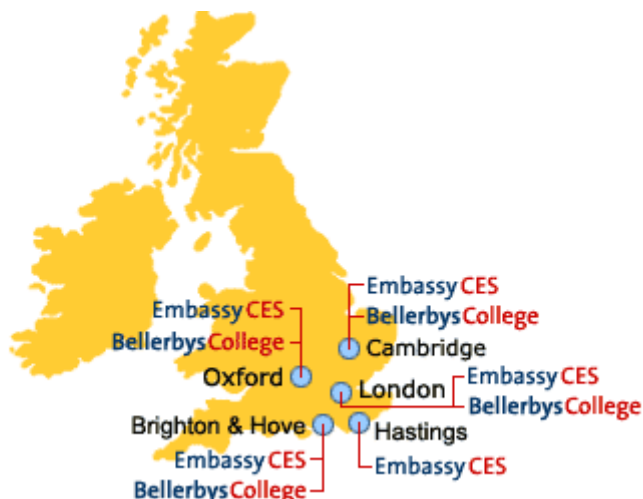 Embassy CES
Bellerbys College
Cambridge
Embassy CES
Bellerbys College
Oxford
London
Embassy CES
Bellerbys College
Brighton & Hove
Embassy CES
Bellerbys College
Hastings
Embassy CES